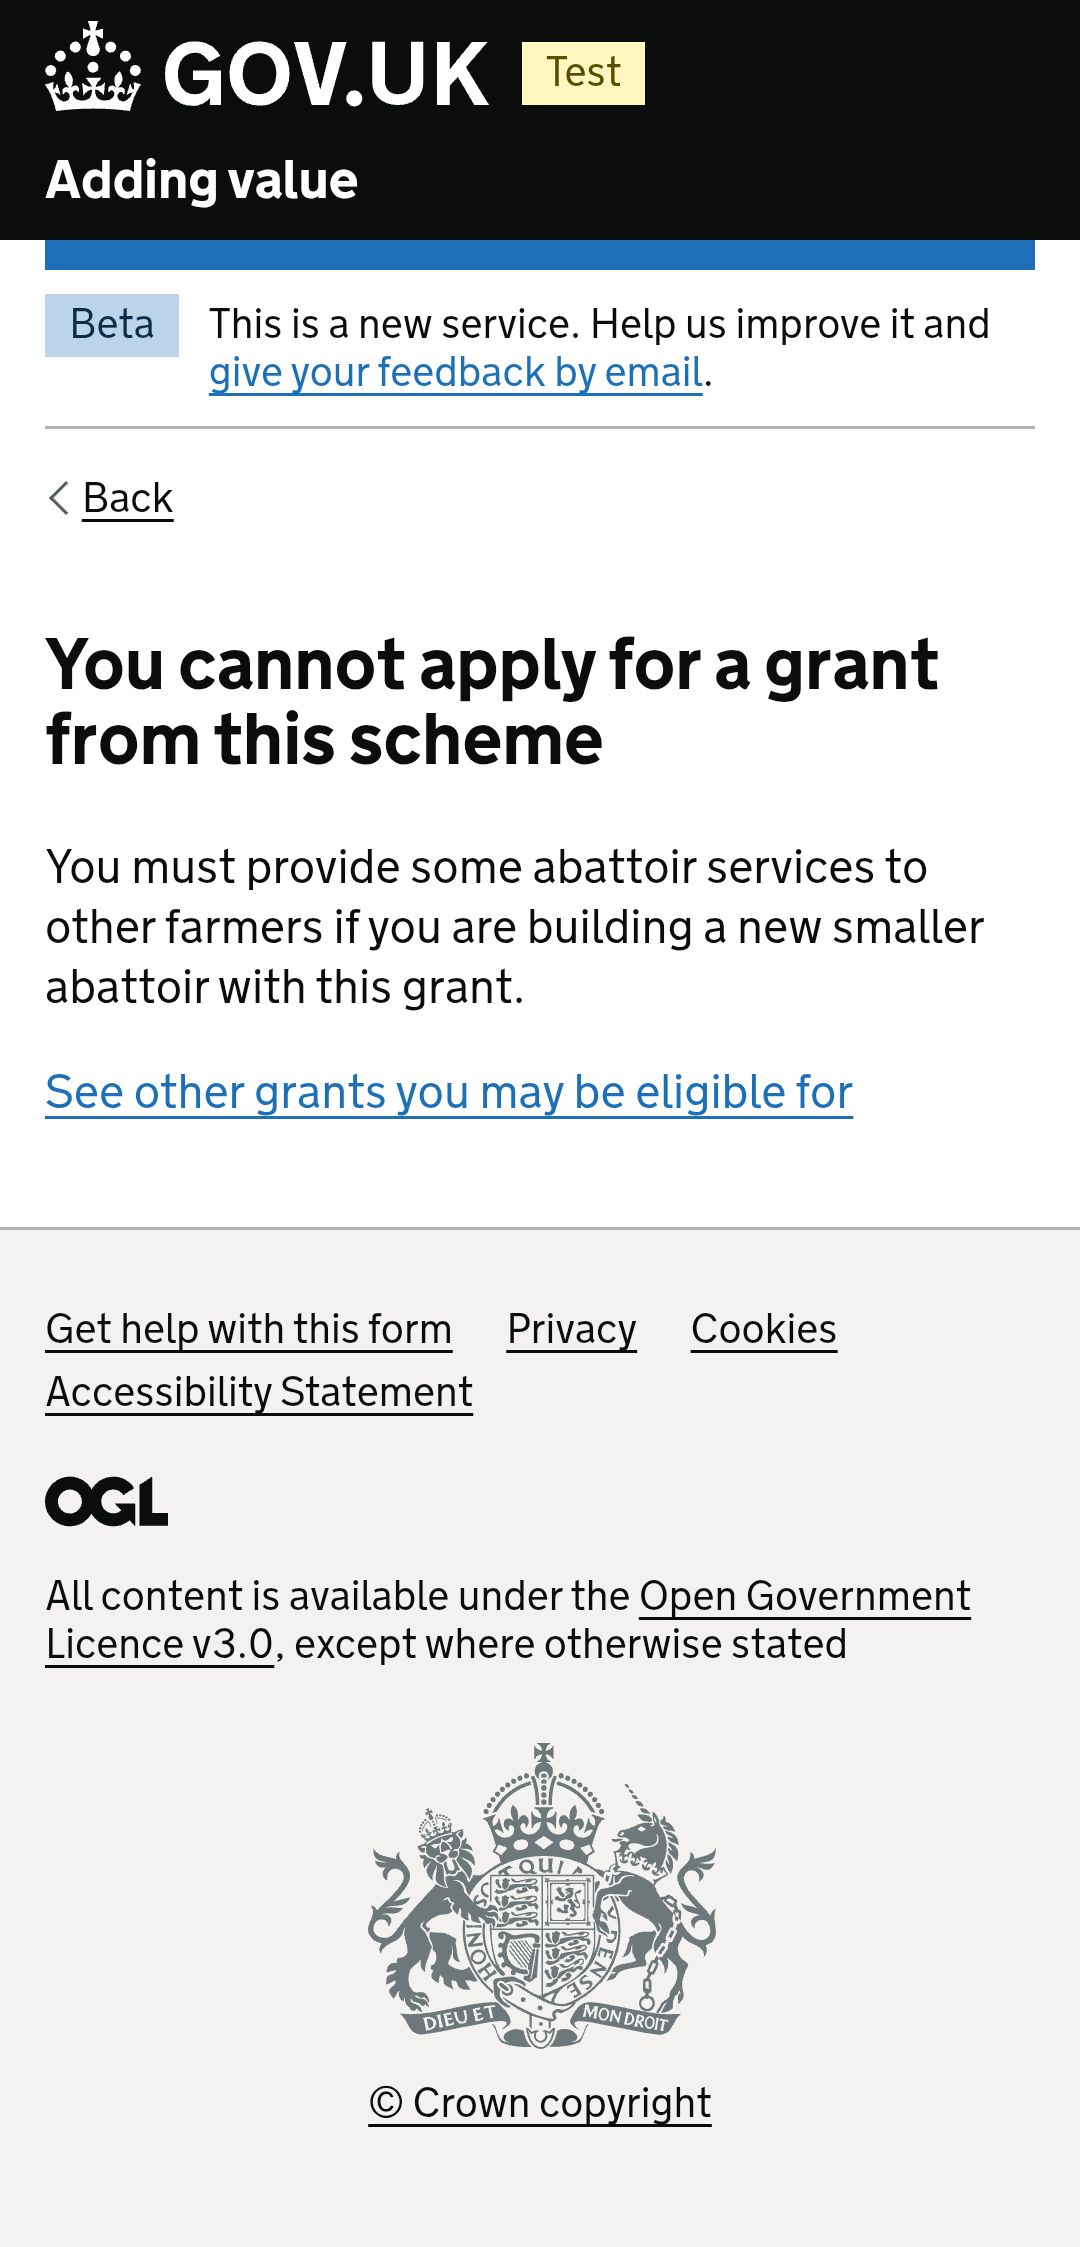 GOV.UK Test
Adding value
Beta This is a new service. Help us improve it and
give your feedback by email.
Back
You cannot apply for a grant
from this scheme
You must provide some abattoir services to
other farmers if you are building a new smaller
abattoir with this grant.
See other grants you may be eligible for
Get help with this form Privacy Cookies
Accessibility Statement
OGL
All content is available under the Open Government
Licence v3.0, except where otherwise stated
QUI
HONI
PENSE
DIEU ET MON DROIT
© Crown copyright